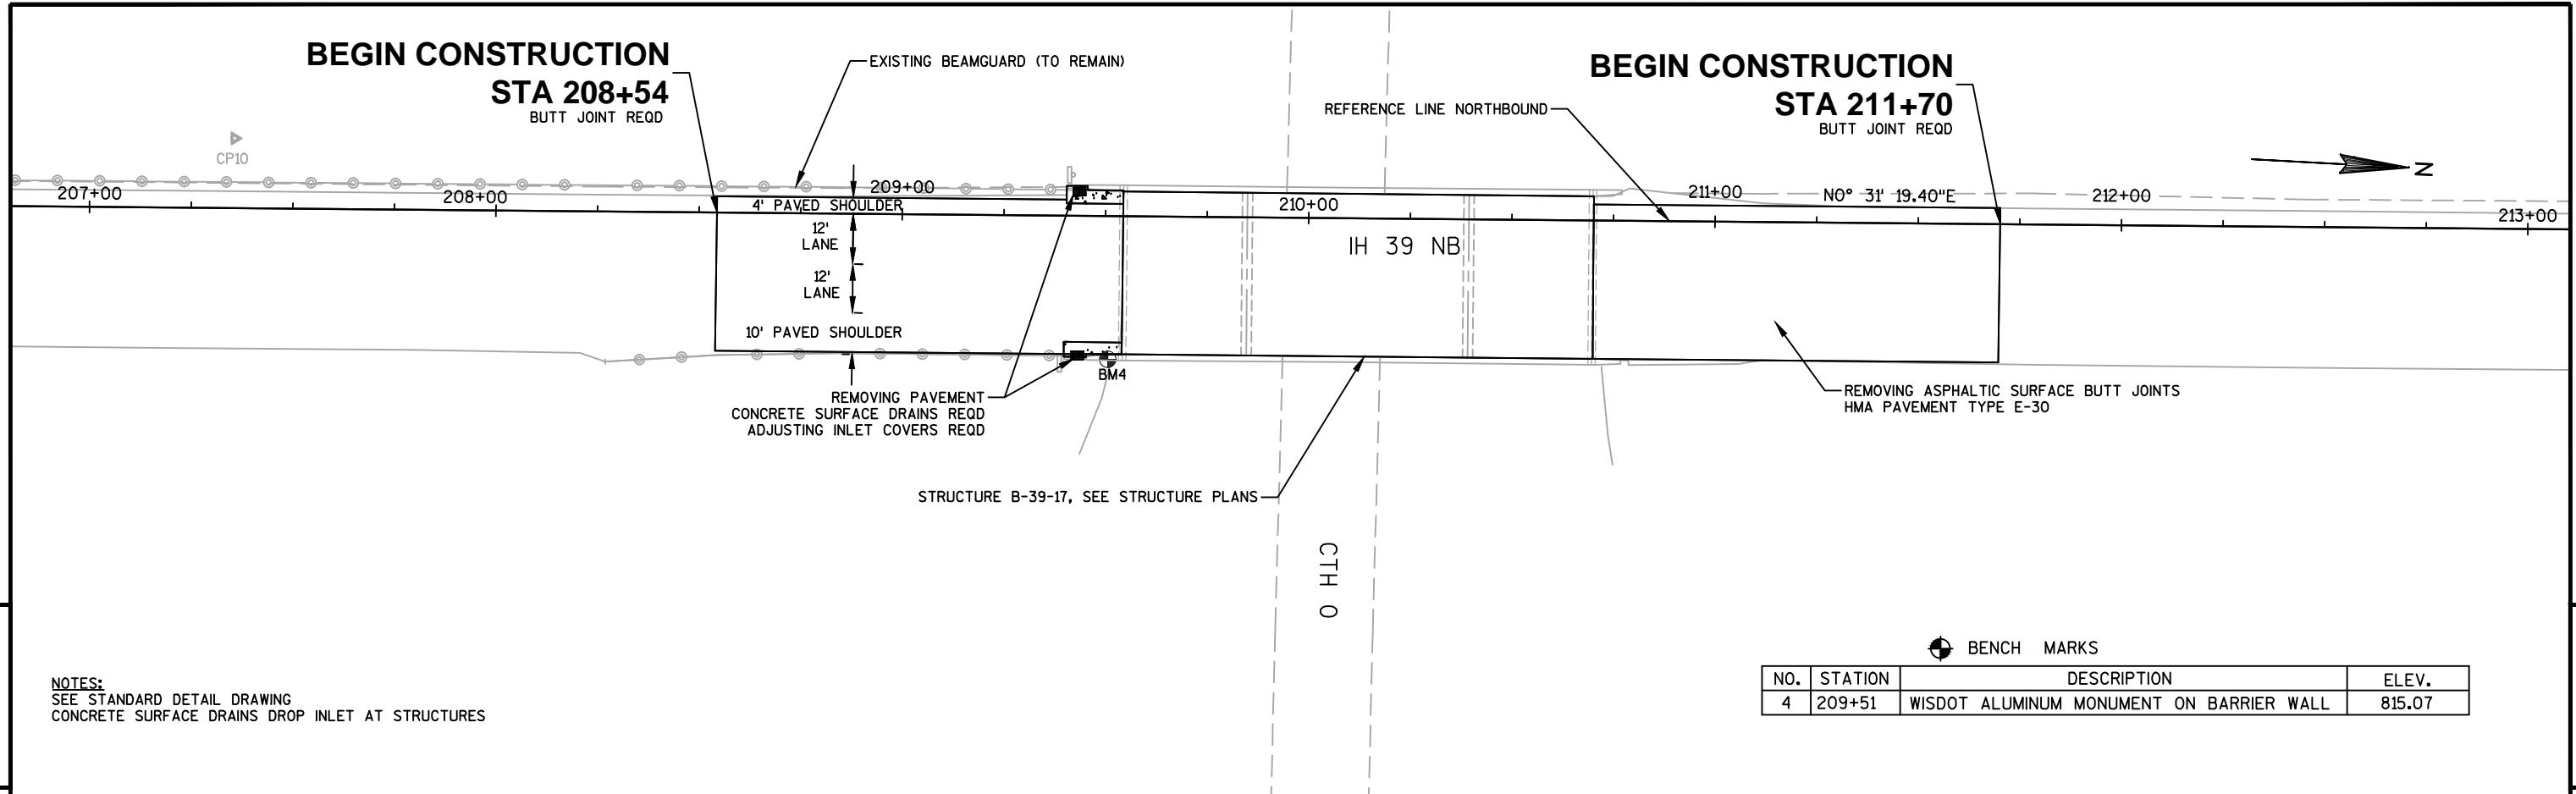 BEGIN CONSTRUCTION
STA 208+54
BUTT JOINT REQD
EXISTING BEAMGUARD (TO REMAIN)
BEGIN CONSTRUCTION
STA 211+70
BUTT JOINT REQD
REFERENCE LINE NORTHBOUND
CP10
N
207+00
208+00
209+00
210+00
211+00
N0° 31' 19.40"E
212+00
213+00
4' PAVED SHOULDER
12'
LANE
12'
LANE
10' PAVED SHOULDER
IH 39 NB
BM4
REMOVING PAVEMENT
CONCRETE SURFACE DRAINS REQD
ADJUSTING INLET COVERS REQD
REMOVING ASPHALTIC SURFACE BUTT JOINTS
HMA PAVEMENT TYPE E-30
STRUCTURE B-39-17, SEE STRUCTURE PLANS
CTH O
NOTES:
SEE STANDARD DETAIL DRAWING
CONCRETE SURFACE DRAINS DROP INLET AT STRUCTURES
BENCH MARKS
NO. STATION DESCRIPTION ELEV.
4 209+51 WISDOT ALUMINUM MONUMENT ON BARRIER WALL 815.07